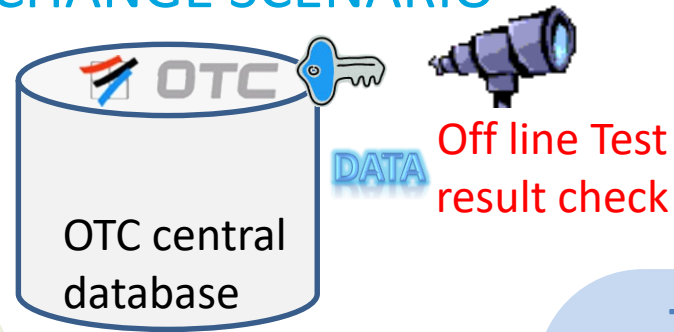 CHANGE SCENARIO
OTC
DATA
Off line Test
result check
OTC central
database